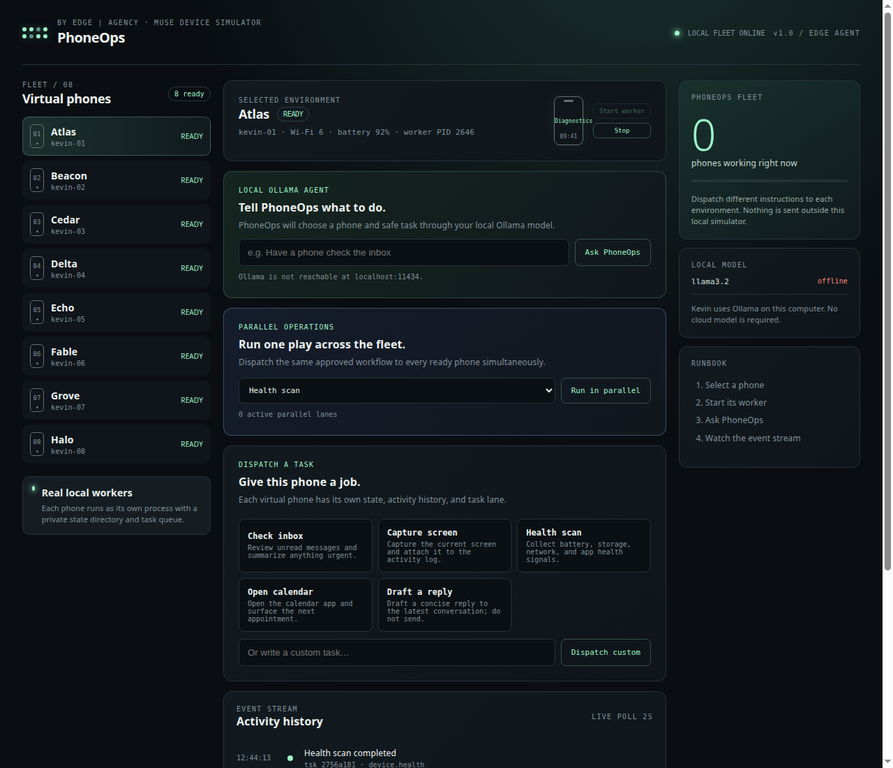 BY EDGE | AGENCY · MUSE DEVICE SIMULATOR
PhoneOps
LOCAL FLEET ONLINE v1.0 / EDGE AGENT
FLEET / 08
Virtual phones
8 ready
01
Atlas
kevin-01
READY
02
Beacon
kevin-02
READY
03
Cedar
kevin-03
READY
04
Delta
kevin-04
READY
05
Echo
kevin-05
READY
06
Fable
kevin-06
READY
07
Grove
kevin-07
READY
08
Halo
kevin-08
READY
Real local workers
Each phone runs as its own process with a
private state directory and task queue.
SELECTED ENVIRONMENT
Atlas READY
kevin-01 · Wi-Fi 6 · battery 92% · worker PID 2646
Diagnostics
09:41
Start worker
Stop
LOCAL OLLAMA AGENT
Tell PhoneOps what to do.
PhoneOps will choose a phone and safe task through your local Ollama model.
e.g. Have a phone check the inbox
Ask PhoneOps
Ollama is not reachable at localhost:11434.
PARALLEL OPERATIONS
Run one play across the fleet.
Dispatch the same approved workflow to every ready phone simultaneously.
Health scan
Run in parallel
0 active parallel lanes
DISPATCH A TASK
Give this phone a job.
Each virtual phone has its own state, activity history, and task lane.
Check inbox
Review unread messages and
summarize anything urgent.
Capture screen
Capture the current screen
and attach it to the
activity log.
Health scan
Collect battery, storage,
network, and app health
signals.
Open calendar
Open the calendar app and
surface the next
appointment.
Draft a reply
Draft a concise reply to
the latest conversation; do
not send.
Or write a custom task…
Dispatch custom
EVENT STREAM
Activity history
LIVE POLL 2S
12:44:13
Health scan completed
tsk_2756a181 · device.health
PHONEOPS FLEET
0
phones working right now
Dispatch different instructions to each
environment. Nothing is sent outside this
local simulator.
LOCAL MODEL
llama3.2 offline
Kevin uses Ollama on this computer. No
cloud model is required.
RUNBOOK
1. Select a phone
2. Start its worker
3. Ask PhoneOps
4. Watch the event stream